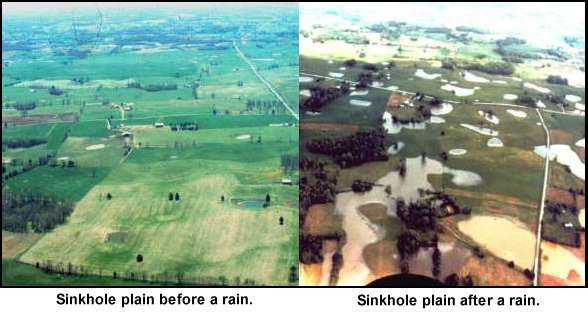 Sinkhole plain before a rain.
Sinkhole plain after a rain.